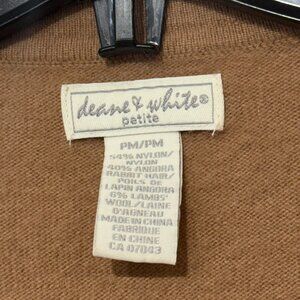 deane & white®
petite
PM/PM
54% NYLON/
NYLON
40% ANGORA
RABBIT HAIR/
POILS DE
LAPIN ANGORA
6% LAMBS'
WOOL/LAINE
D'AGNEAU
MADE IN CHINA/
FABRIQUE
EN CHINE
CA 07043